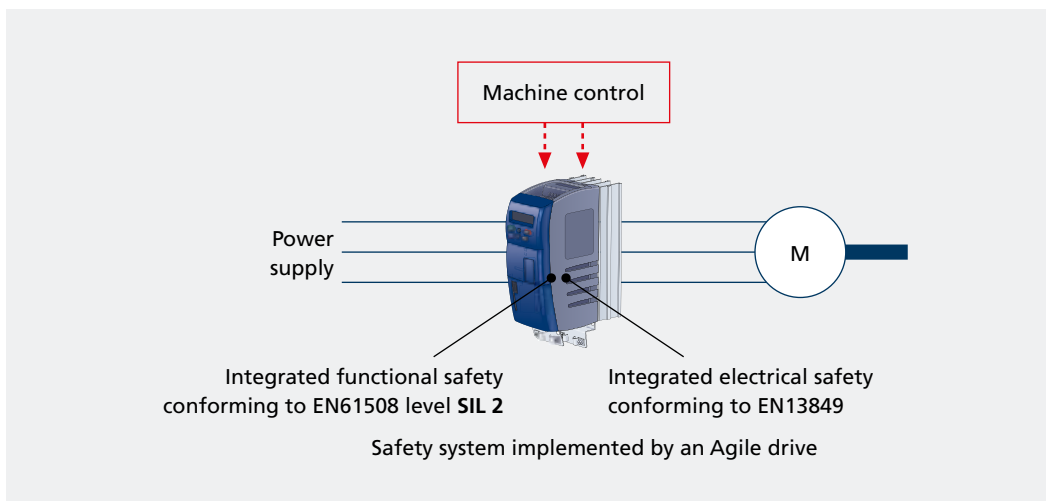 Machine control
Power
supply
M
Integrated functional safety
conforming to EN61508 level SIL 2
Integrated electrical safety
conforming to EN13849
Safety system implemented by an Agile drive